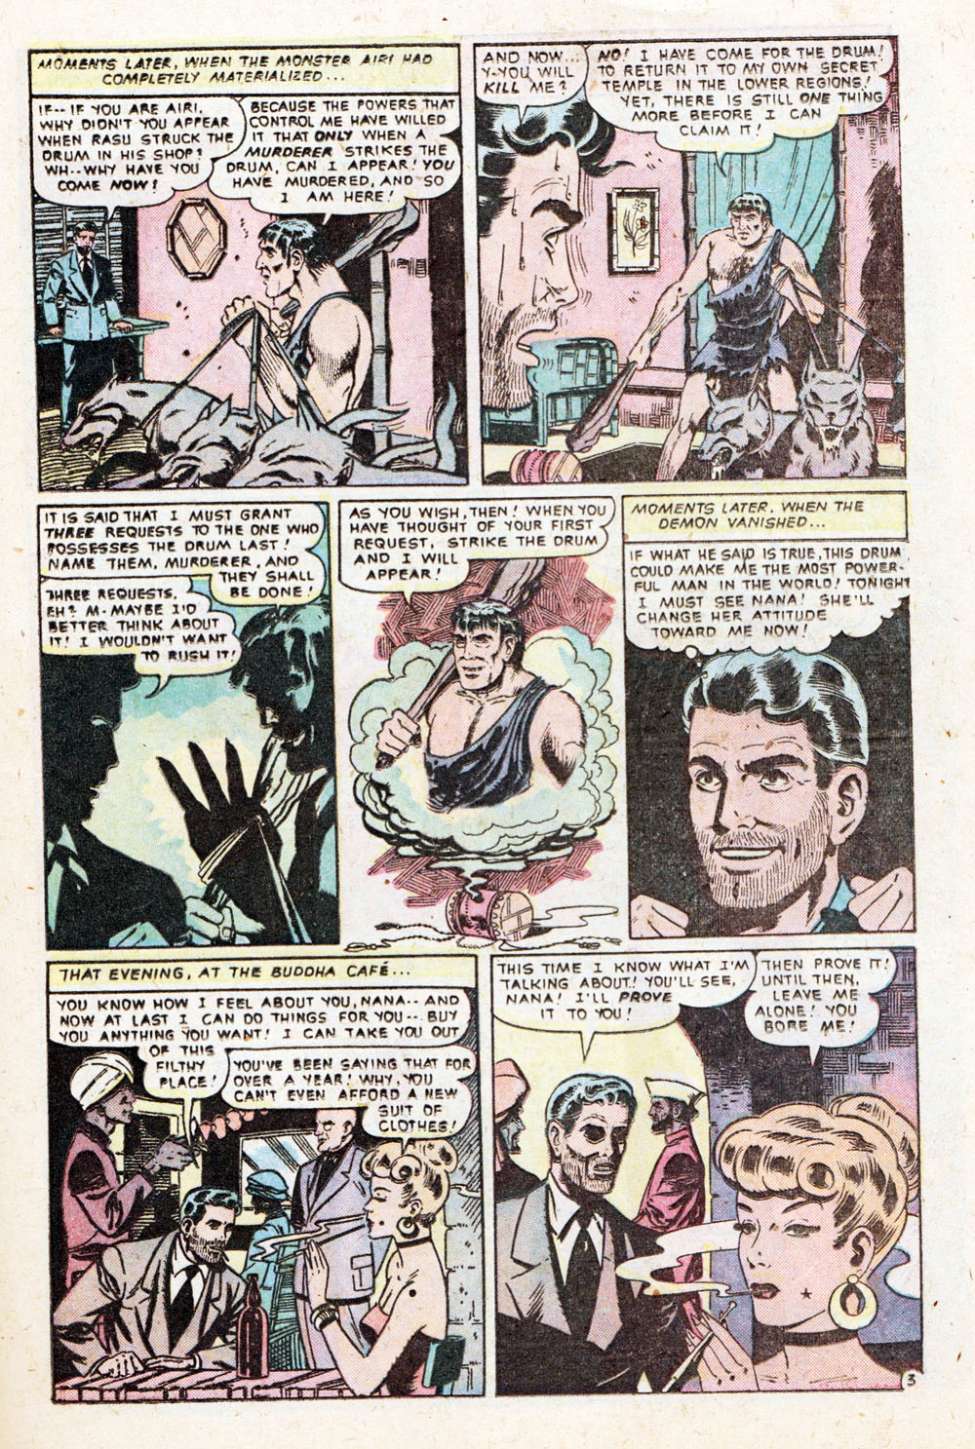 MOMENTS LATER, WHEN THE MONSTER AIRI HAD
COMPLETELY MATERIALIZED...
IF-- IF YOU ARE AIRI,
WHY DIDN'T YOU APPEAR
WHEN RASU STRUCK THE
DRUM IN HIS SHOP?
WH--WHY HAVE YOU
COME NOW!
BECAUSE THE POWERS THAT
CONTROL ME HAVE WILLED
IT THAT ONLY WHEN A
MURDERER STRIKES THE
DRUM, CAN I APPEAR! YOU
HAVE MURDERED, AND SO
I AM HERE!
AND NOW...
Y-YOU WILL
KILL ME?
NO! I HAVE COME FOR THE DRUM!
TO RETURN IT TO MY OWN SECRET
TEMPLE IN THE LOWER REGIONS!
YET, THERE IS STILL ONE THING
MORE BEFORE I CAN
CLAIM IT!
IT IS SAID THAT I MUST GRANT
THREE REQUESTS TO THE ONE WHO
POSSESSES THE DRUM LAST!
NAME THEM, MURDERER, AND
THEY SHALL
BE DONE!
THREE REQUESTS,
EH? M-MAYBE I'D
BETTER THINK ABOUT
IT! I WOULDN'T WANT
TO RUSH IT!
AS YOU WISH, THEN! WHEN YOU
HAVE THOUGHT OF YOUR FIRST
REQUEST, STRIKE THE DRUM
AND I WILL
APPEAR!
MOMENTS LATER, WHEN THE
DEMON VANISHED...
IF WHAT HE SAID IS TRUE, THIS DRUM
COULD MAKE ME THE MOST POWER-
FUL MAN IN THE WORLD! TONIGHT
I MUST SEE NANA! SHE'LL
CHANGE HER ATTITUDE
TOWARD ME NOW!
THAT EVENING, AT THE BUDDHA CAFÉ...
YOU KNOW HOW I FEEL ABOUT YOU, NANA-- AND
NOW AT LAST I CAN DO THINGS FOR YOU-- BUY
YOU ANYTHING YOU WANT! I CAN TAKE YOU OUT
OF THIS
FILTHY
PLACE!
YOU'VE BEEN SAYING THAT FOR
OVER A YEAR! WHY, YOU
CAN'T EVEN AFFORD A NEW
SUIT OF
CLOTHES!
THIS TIME I KNOW WHAT I'M
TALKING ABOUT! YOU'LL SEE,
NANA! I'LL PROVE
IT TO YOU!
THEN PROVE IT!
UNTIL THEN,
LEAVE ME
ALONE! YOU
BORE ME!
3